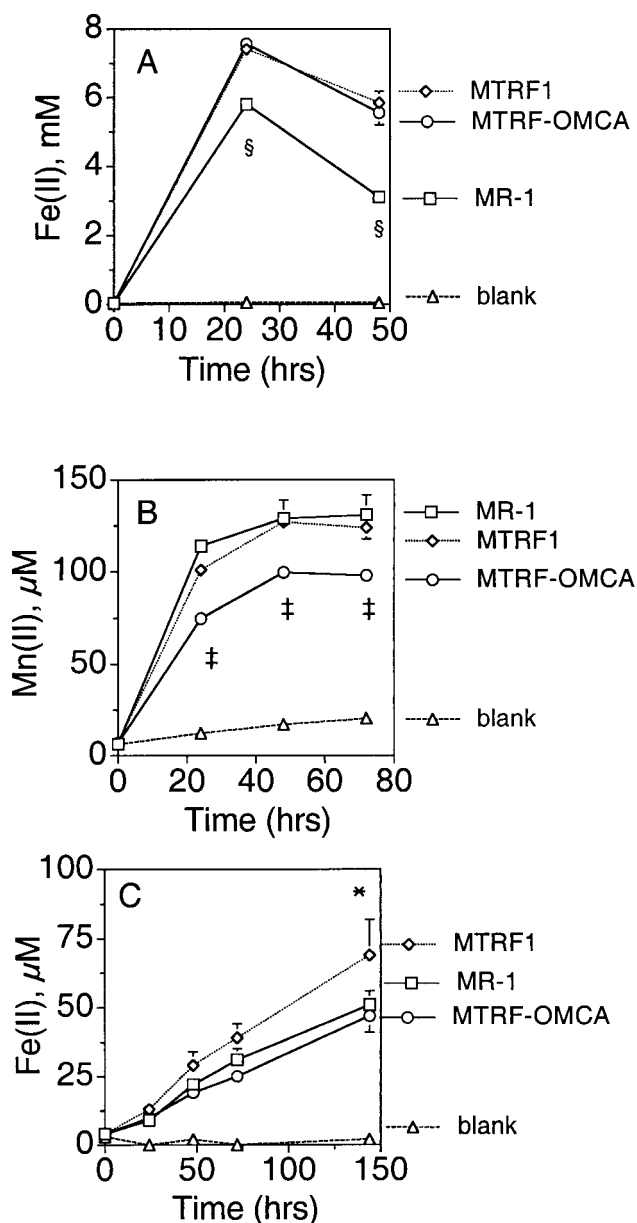 A
Fe(II), mM
8
6
4
2
0
0 10 20 30 40 50
Time (hrs)
§
§
MTRF1
MTRF-OMCA
MR-1
blank
B
Mn(II), µM
150
100
50
0
0 20 40 60 80
Time (hrs)
‡ ‡ ‡
MR-1
MTRF1
MTRF-OMCA
blank
C
Fe(II), µM
100
75
50
25
0
0 50 100 150
Time (hrs)
*
MTRF1
MR-1
MTRF-OMCA
blank